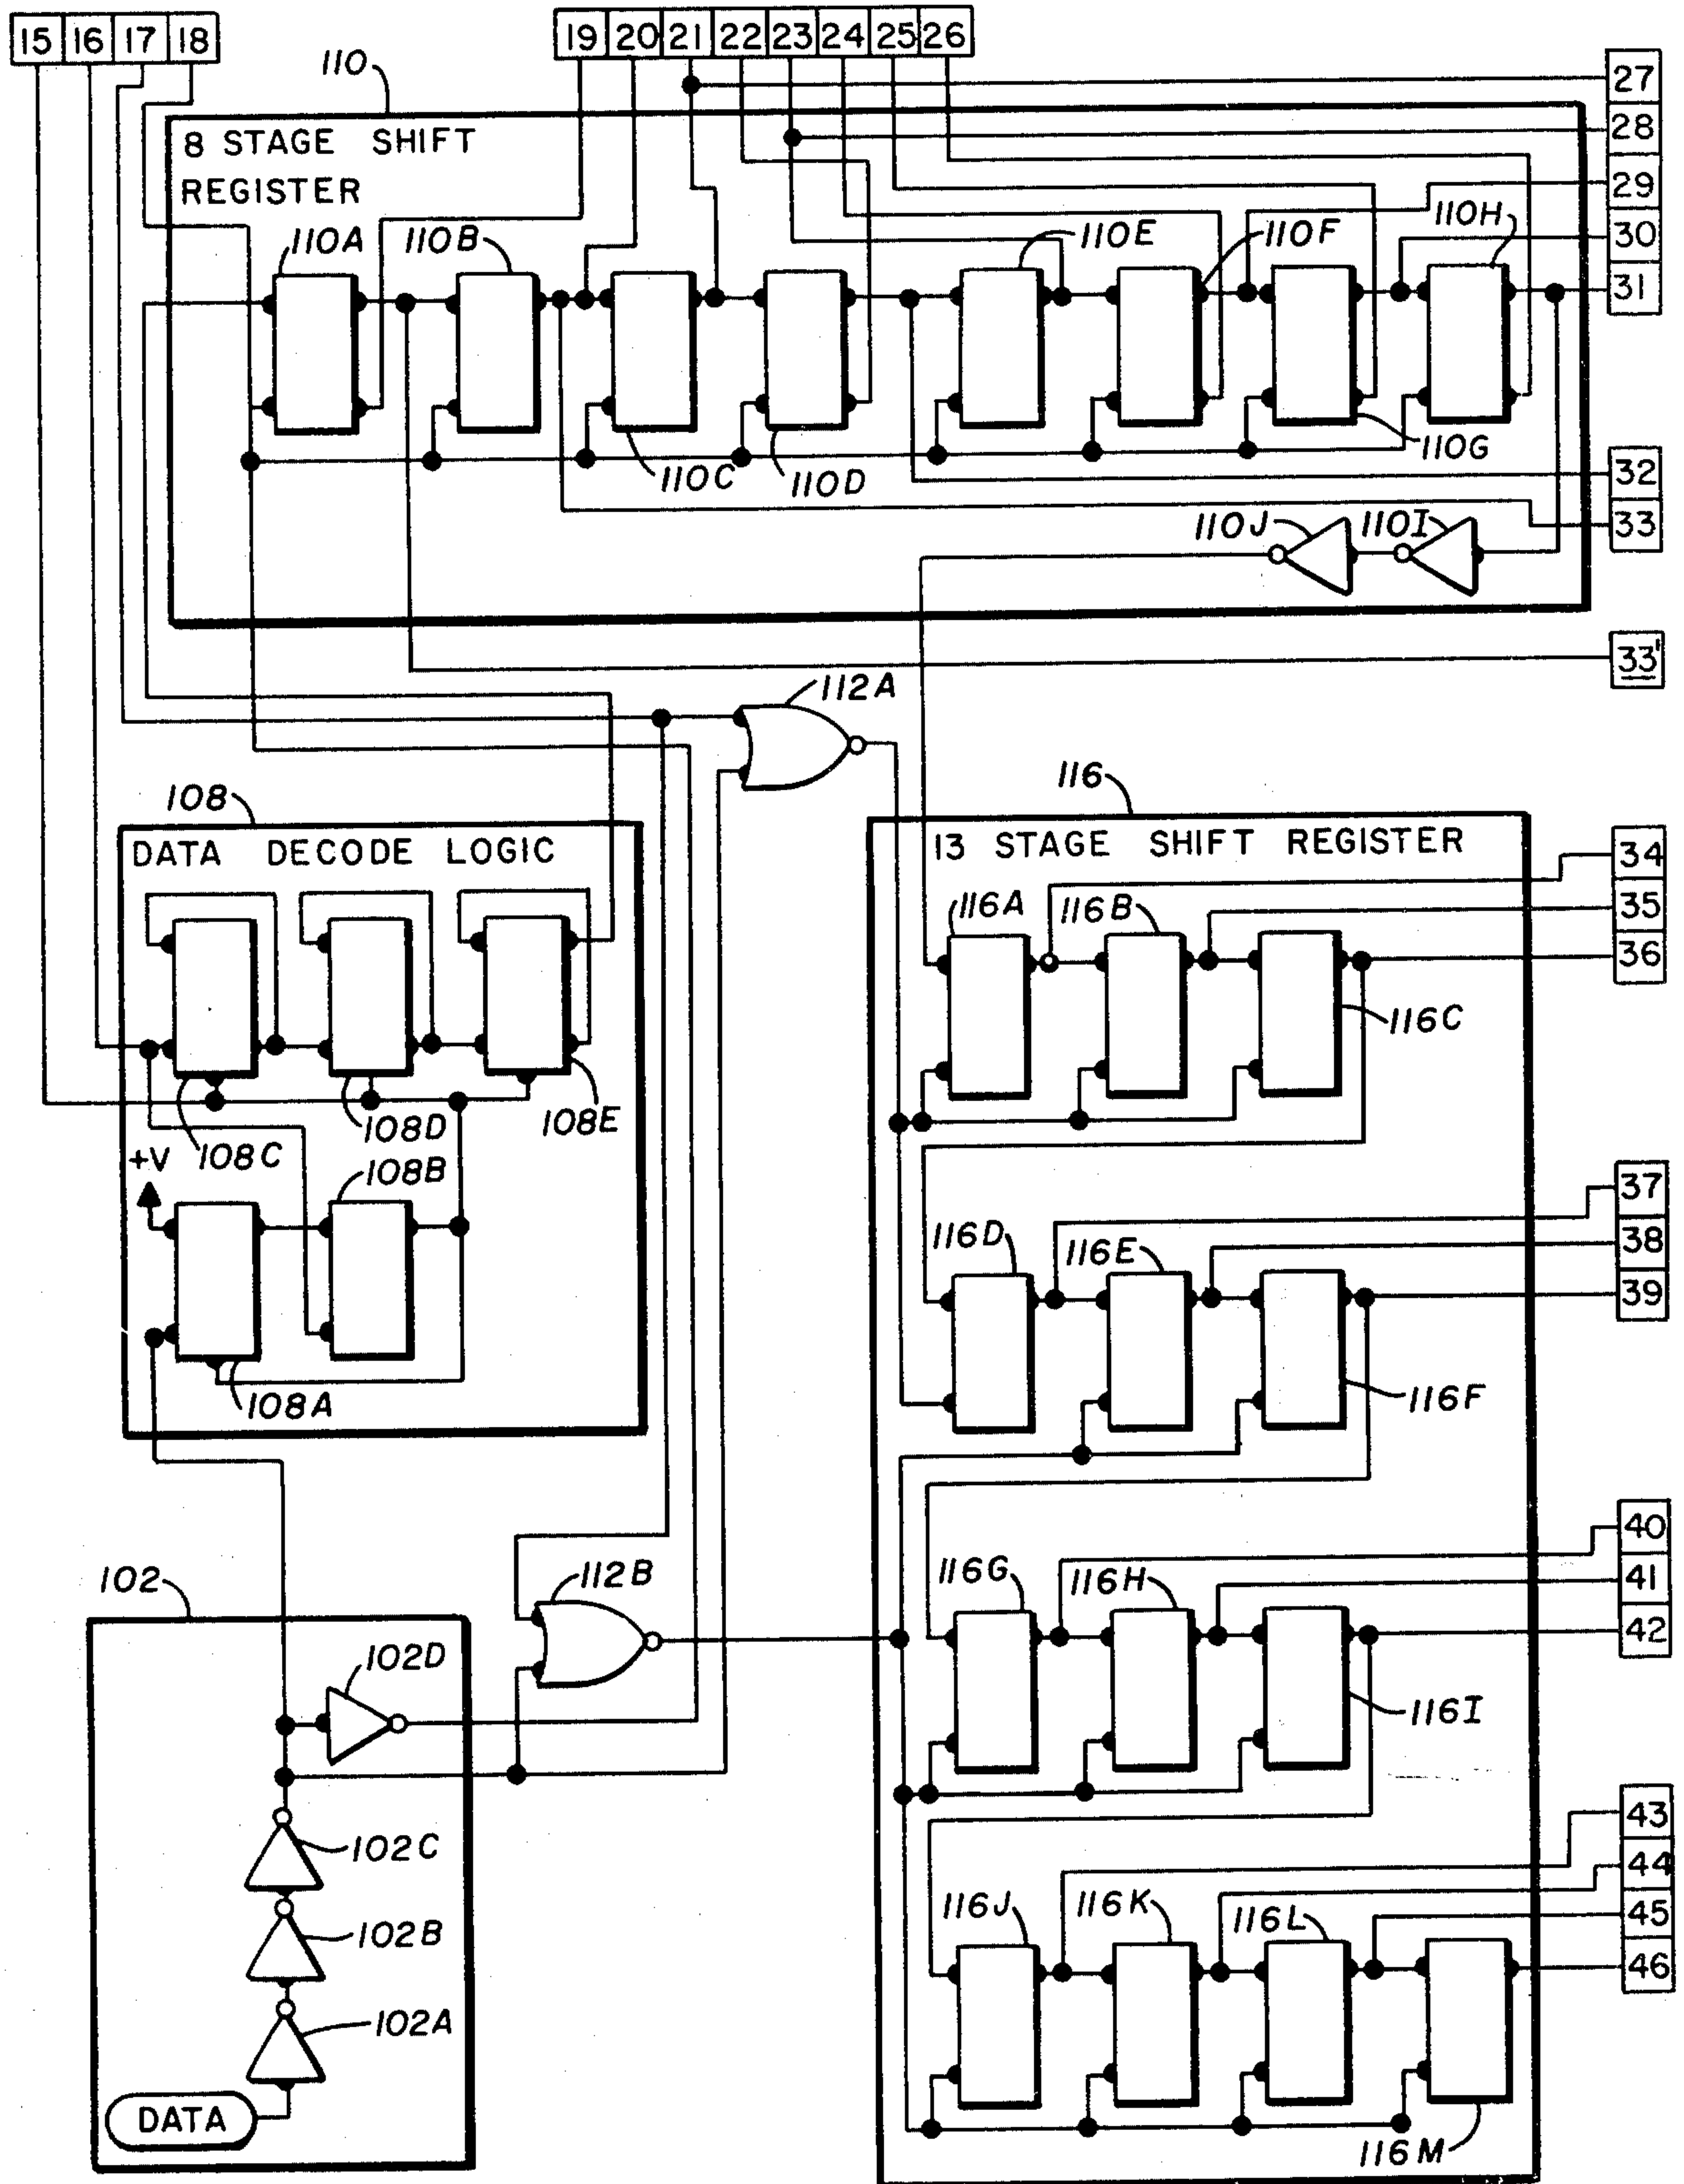 15 16 17 18
19 20 21 22 23 24 25 26
110
27
28
29
30
31
8 STAGE SHIFT
REGISTER
110A 110B 110E 110F 110H
110C 110D 110G
32
33
110J 110I
33'
112A
108
DATA DECODE LOGIC
116
13 STAGE SHIFT REGISTER
34
35
36
116A 116B
116C
108C 108D 108E
+V
108B
37
38
39
116D 116E
116F
108A
40
41
42
102
112B
116G 116H
116I
102D
43
44
45
46
102C
102B
102A
116J 116K 116L
116M
DATA